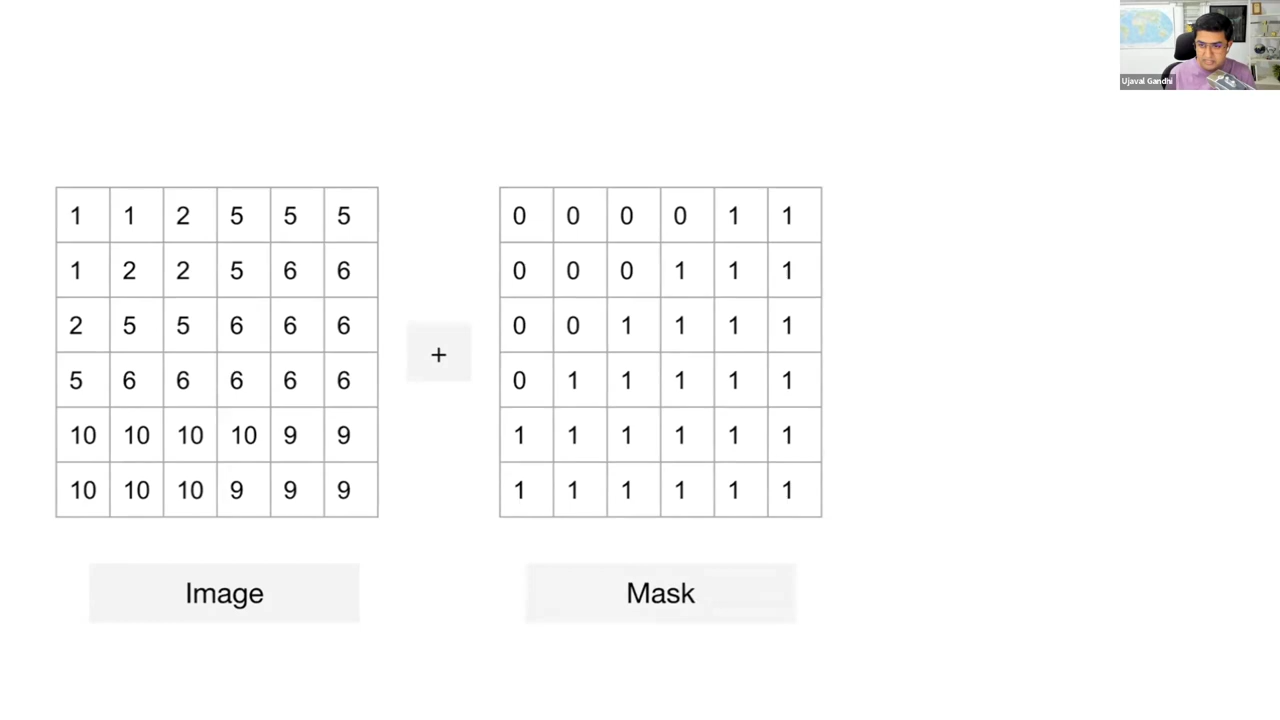 Ujaval Gandhi
1 1 2 5 5 5
1 2 2 5 6 6
2 5 5 6 6 6
5 6 6 6 6 6
10 10 10 10 9 9
10 10 10 9 9 9
+
0 0 0 0 1 1
0 0 0 1 1 1
0 0 1 1 1 1
0 1 1 1 1 1
1 1 1 1 1 1
1 1 1 1 1 1
Image
Mask